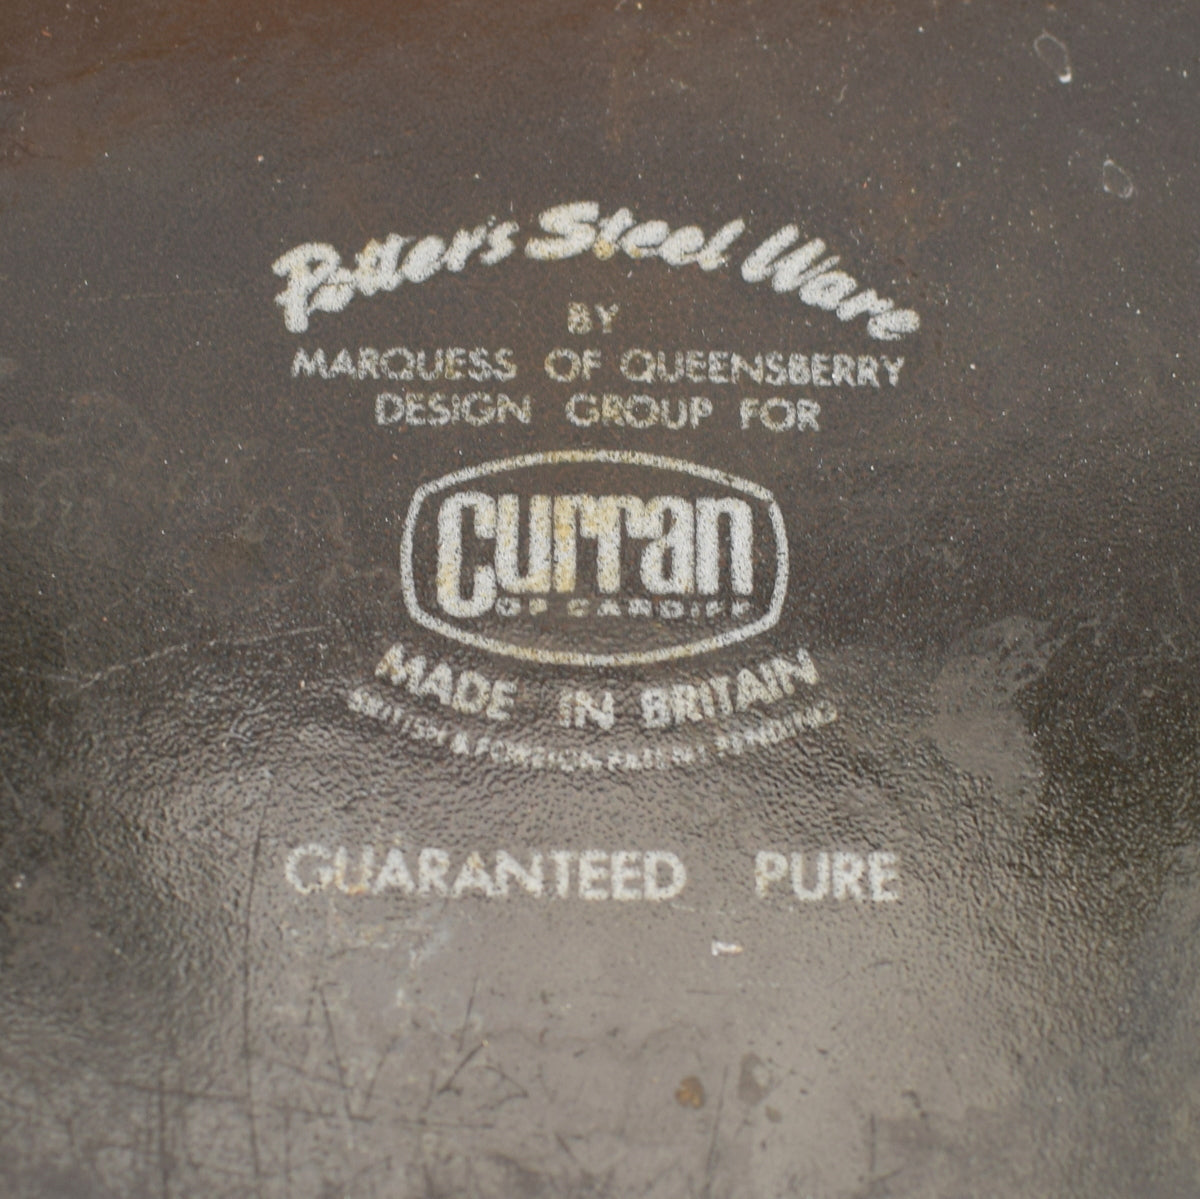 Potters Steel Ware
BY
MARQUESS OF QUEENSBERRY
DESIGN GROUP FOR
Curran
OF CARDIFF
MADE IN BRITAIN
BRITISH & FOREIGN PATENT PENDING
GUARANTEED PURE